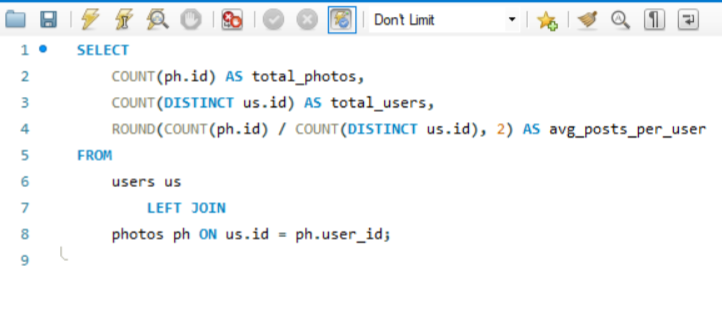 Don't Limit
1 SELECT
2 COUNT(ph.id) AS total_photos,
3 COUNT(DISTINCT us.id) AS total_users,
4 ROUND(COUNT(ph.id) / COUNT(DISTINCT us.id), 2) AS avg_posts_per_user
5 FROM
6 users us
7 LEFT JOIN
8 photos ph ON us.id = ph.user_id;
9